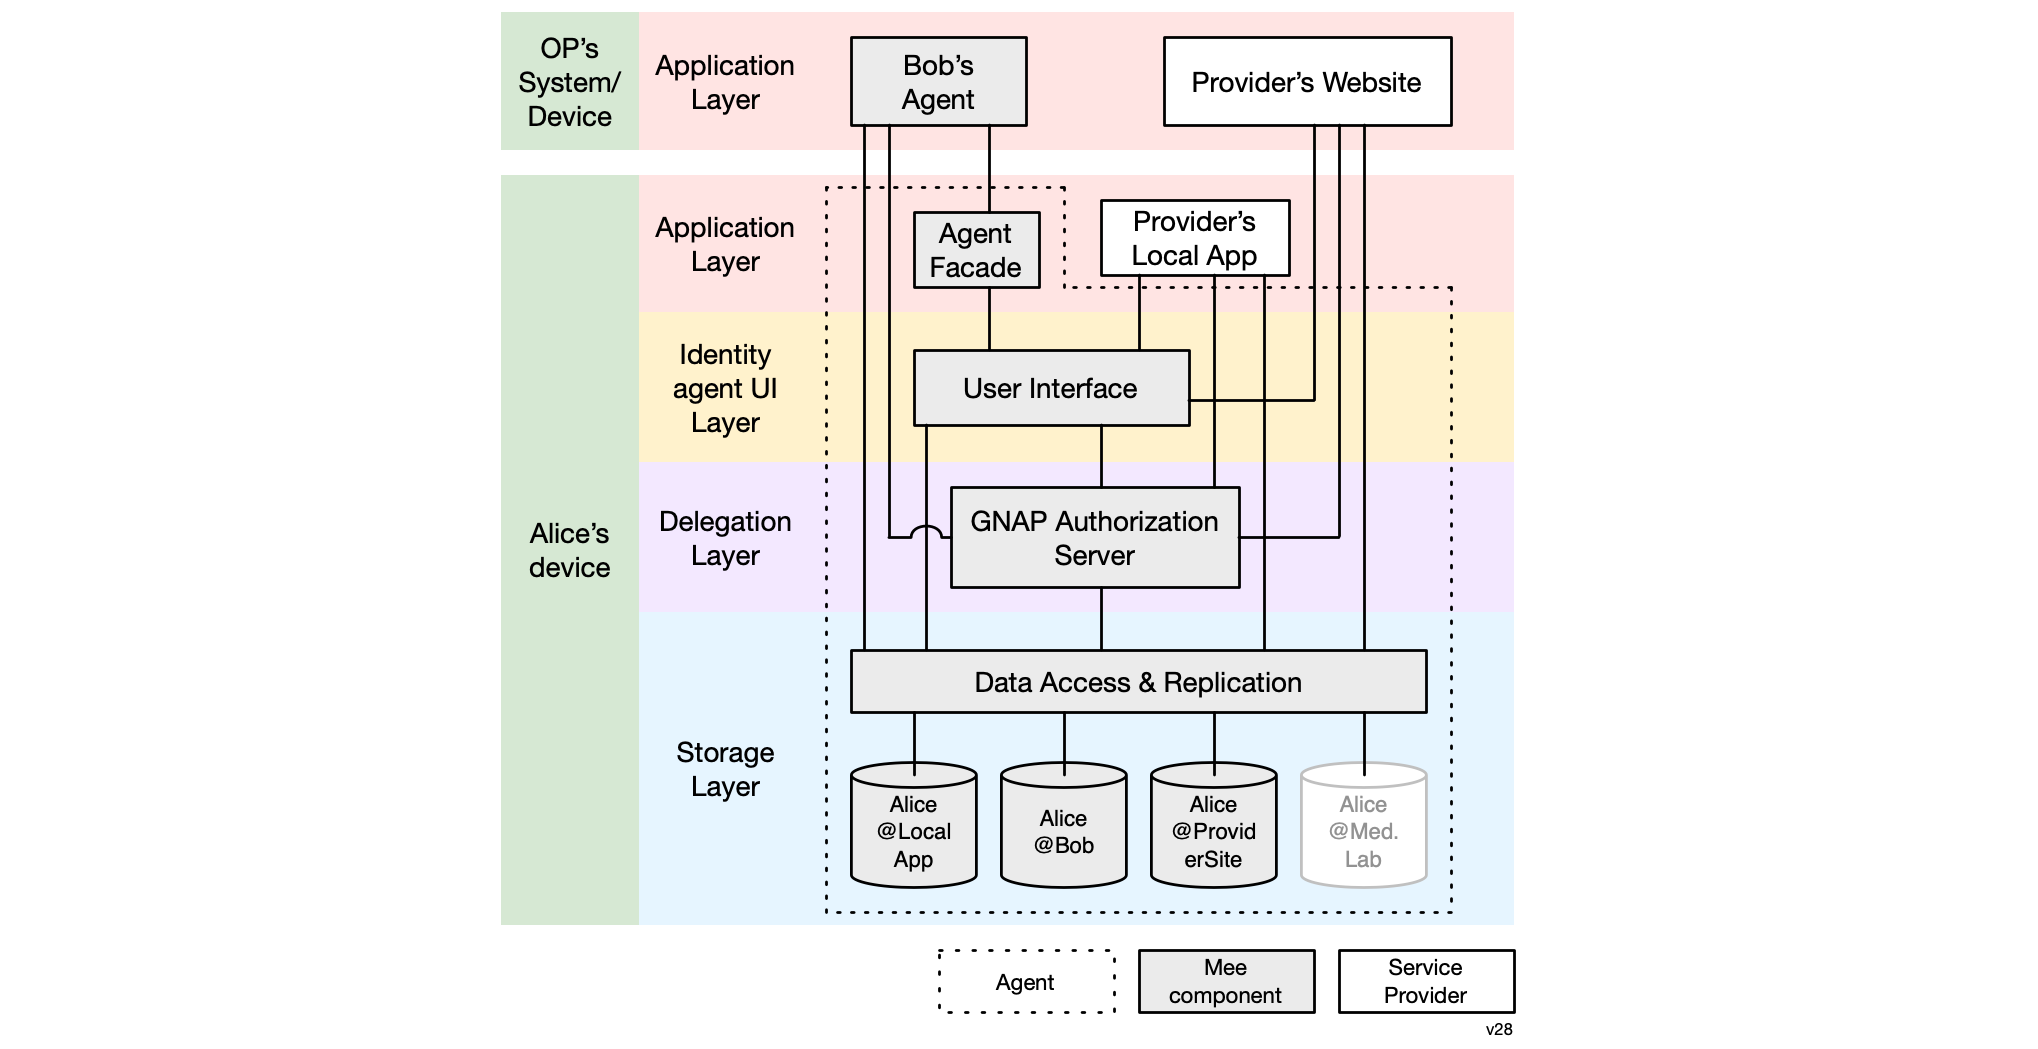 OP’s
System/
Device
Application
Layer
Bob’s
Agent
Provider’s Website
Application
Layer
Agent
Facade
Provider’s
Local App
Identity
agent UI
Layer
User Interface
Alice’s
device
Delegation
Layer
GNAP Authorization
Server
Data Access & Replication
Storage
Layer
Alice
@Local
App
Alice
@Bob
Alice
@Provid
erSite
Alice
@Med.
Lab
Agent
Mee
component
Service
Provider
v28